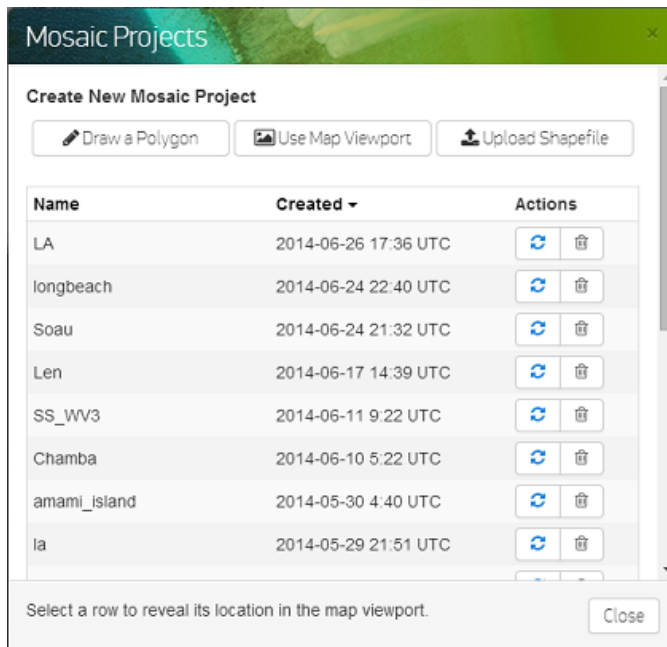 Mosaic Projects
Create New Mosaic Project
Draw a Polygon Use Map Viewport Upload Shapefile
Name Created Actions
LA 2014-06-26 17:36 UTC
longbeach 2014-06-24 22:40 UTC
Soau 2014-06-24 21:32 UTC
Len 2014-06-17 14:39 UTC
SS_WV3 2014-06-11 9:22 UTC
Chamba 2014-06-10 5:22 UTC
amami_island 2014-05-30 4:40 UTC
la 2014-05-29 21:51 UTC
Select a row to reveal its location in the map viewport.
Close